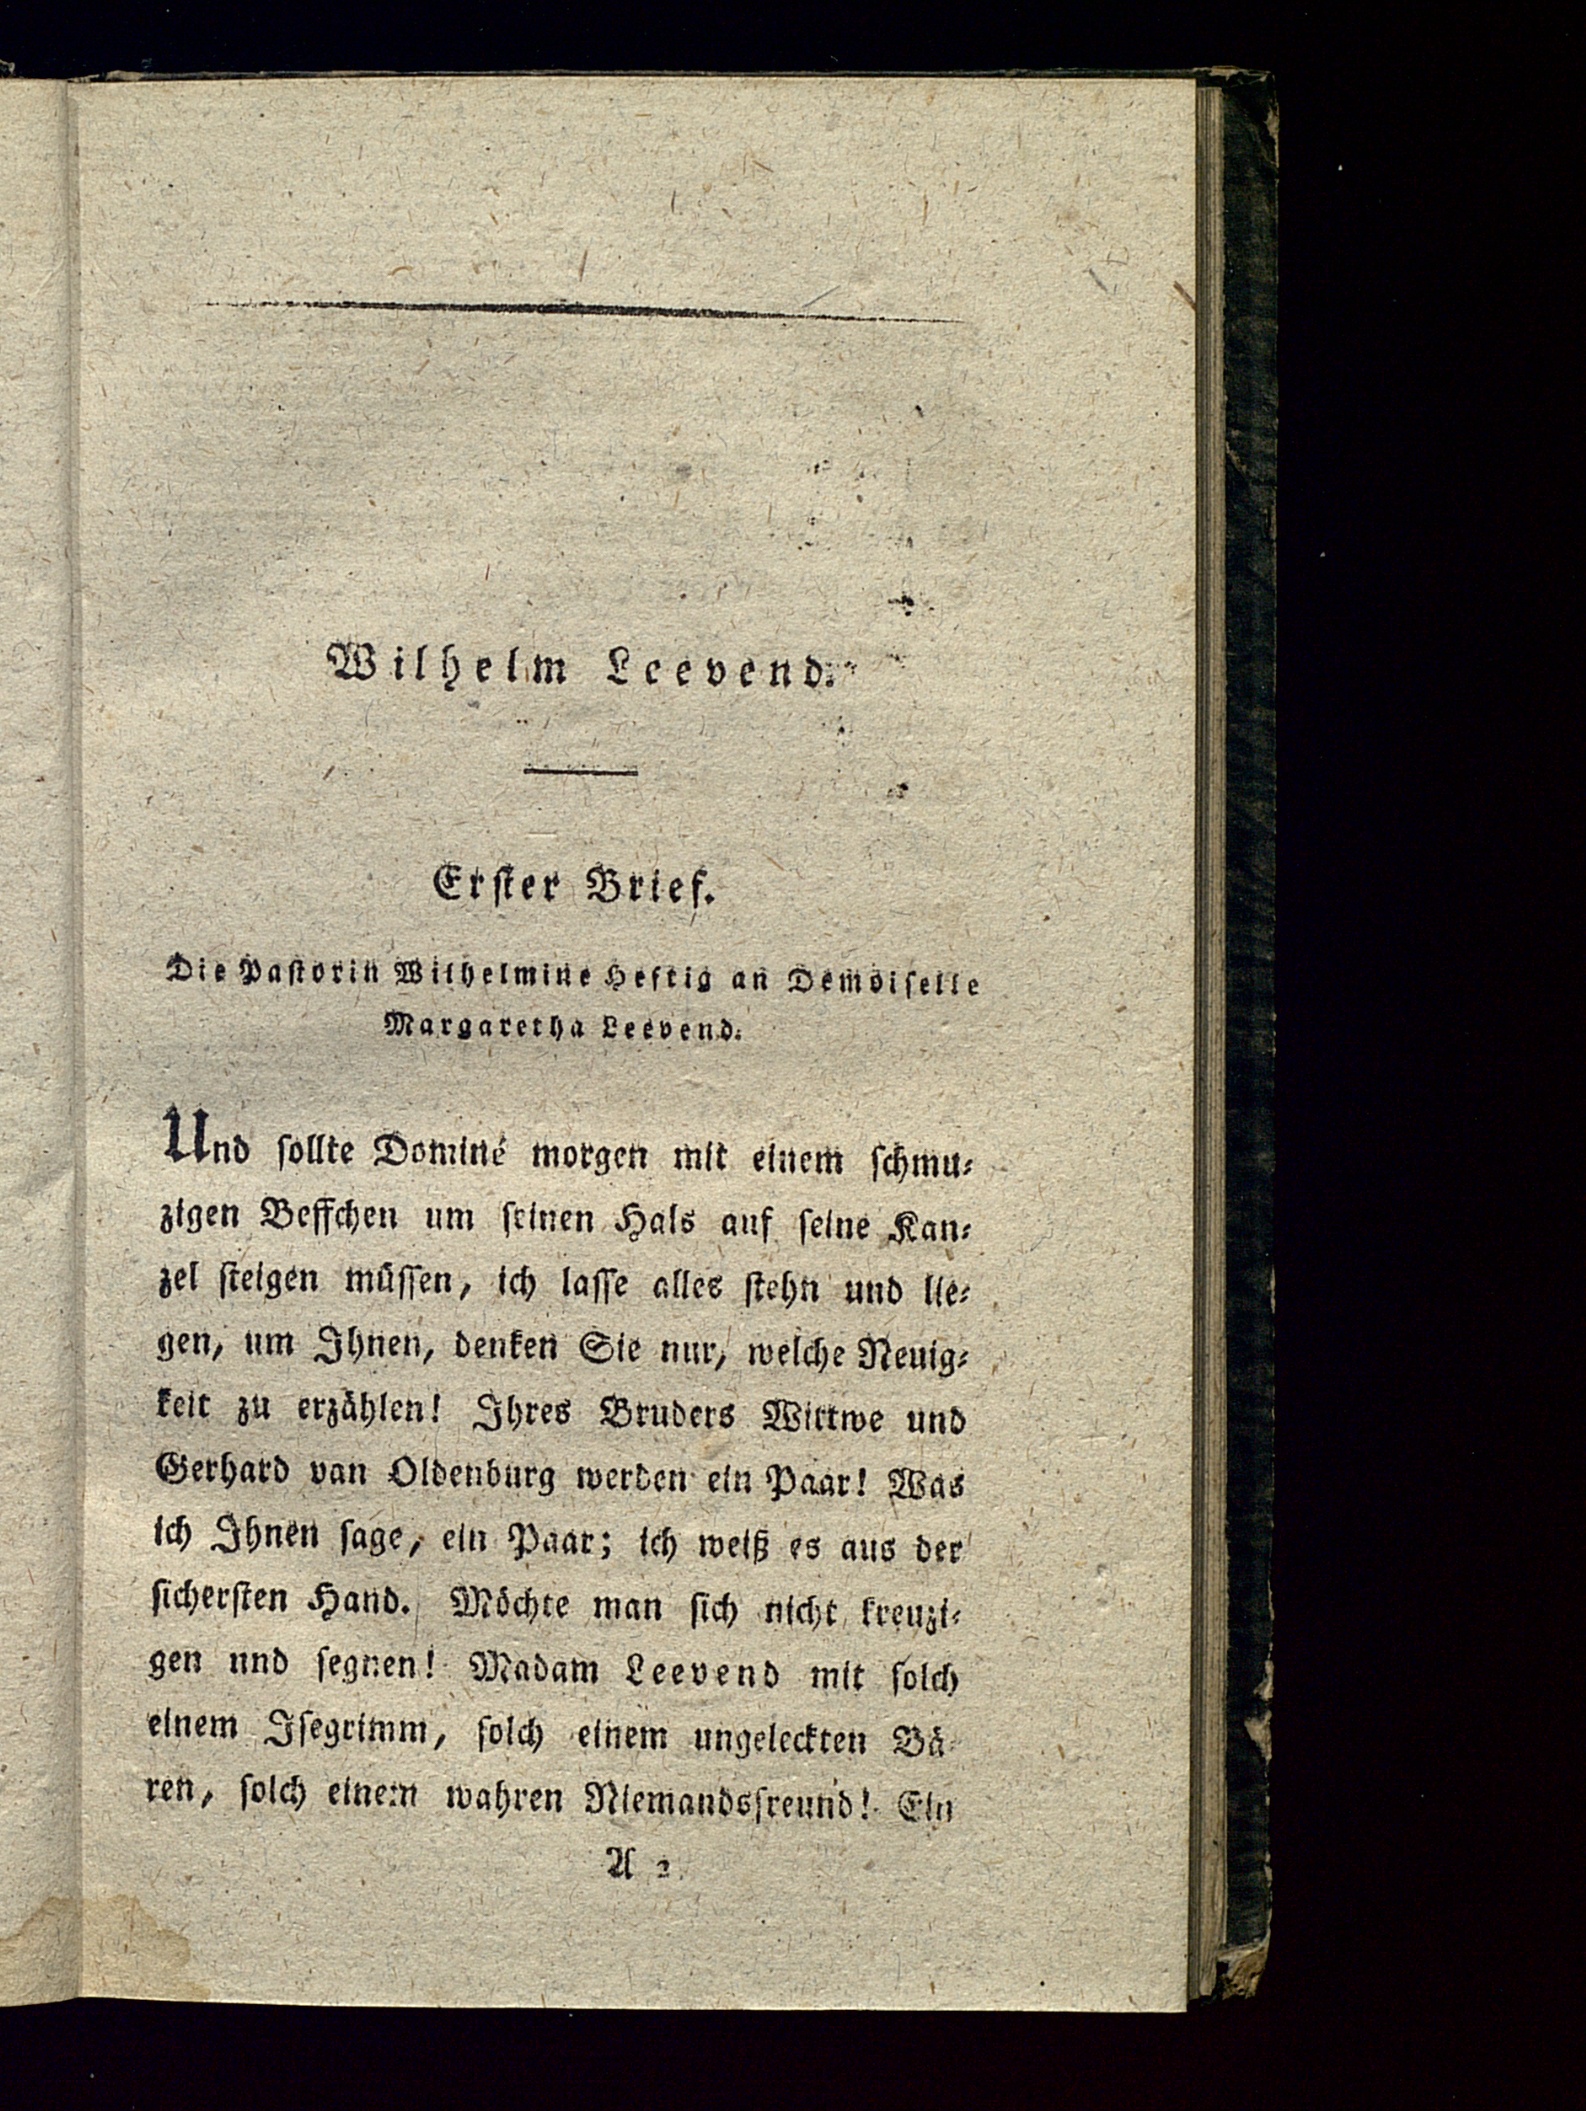 Wilhelm Leevend.
Erster Brief.
Die Pastorin Wilhelmine Heftig an Demoiselle
Margaretha Leevend.
Und sollte Dominé morgen mit einem schmu-
zigen Beffchen um seinen Hals auf seine Kan-
zel steigen müssen, ich lasse alles stehn und lie-
gen, um Ihnen, denken Sie nur, welche Neuig-
keit zu erzählen! Ihres Bruders Wittwe und
Gerhard van Oldenburg werden ein Paar! Was
ich Ihnen sage, ein Paar; ich weiß es aus der
sichersten Hand. Möchte man sich nicht kreuzi-
gen und segnen! Madam Leevend mit solch
einem Isegrimm, solch einem ungeleckten Bä-
ren, solch einem wahren Niemandsfreund! Ein
A 2